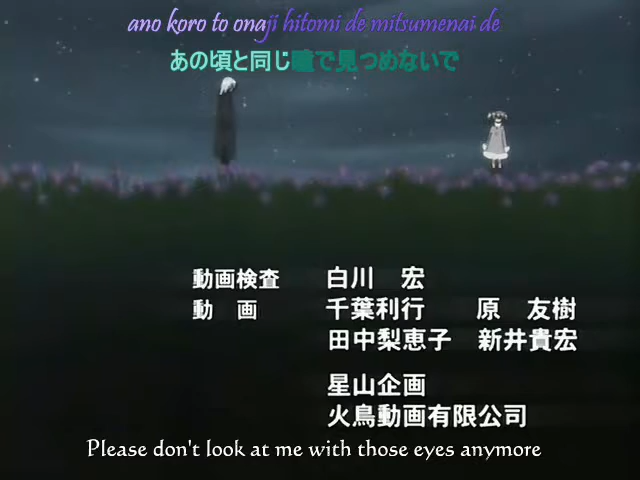 ano koro to onaji hitomi de mitsumenai de
あの頃と同じ瞳で見つめないで
動画検査 白川 宏
動 画 千葉利行 原 友樹
田中梨恵子 新井貴宏
星山企画
火鳥動画有限公司
Please don't look at me with those eyes anymore